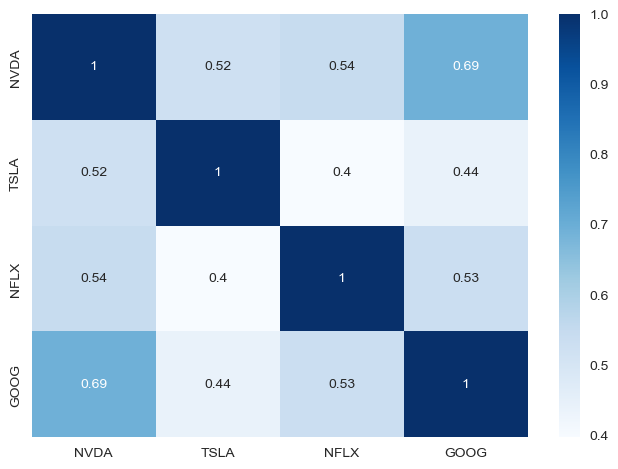 NVDA 1 0.52 0.54 0.69
TSLA 0.52 1 0.4 0.44
NFLX 0.54 0.4 1 0.53
GOOG 0.69 0.44 0.53 1
NVDA TSLA NFLX GOOG
1.0
0.9
0.8
0.7
0.6
0.5
0.4